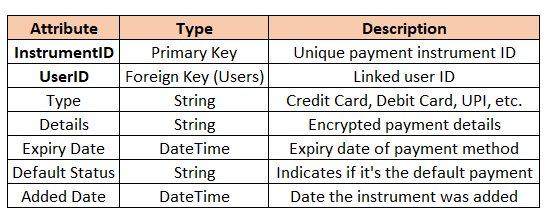 Attribute Type Description
InstrumentID Primary Key Unique payment instrument ID
UserID Foreign Key (Users) Linked user ID
Type String Credit Card, Debit Card, UPI, etc.
Details String Encrypted payment details
Expiry Date DateTime Expiry date of payment method
Default Status String Indicates if it's the default payment
Added Date DateTime Date the instrument was added